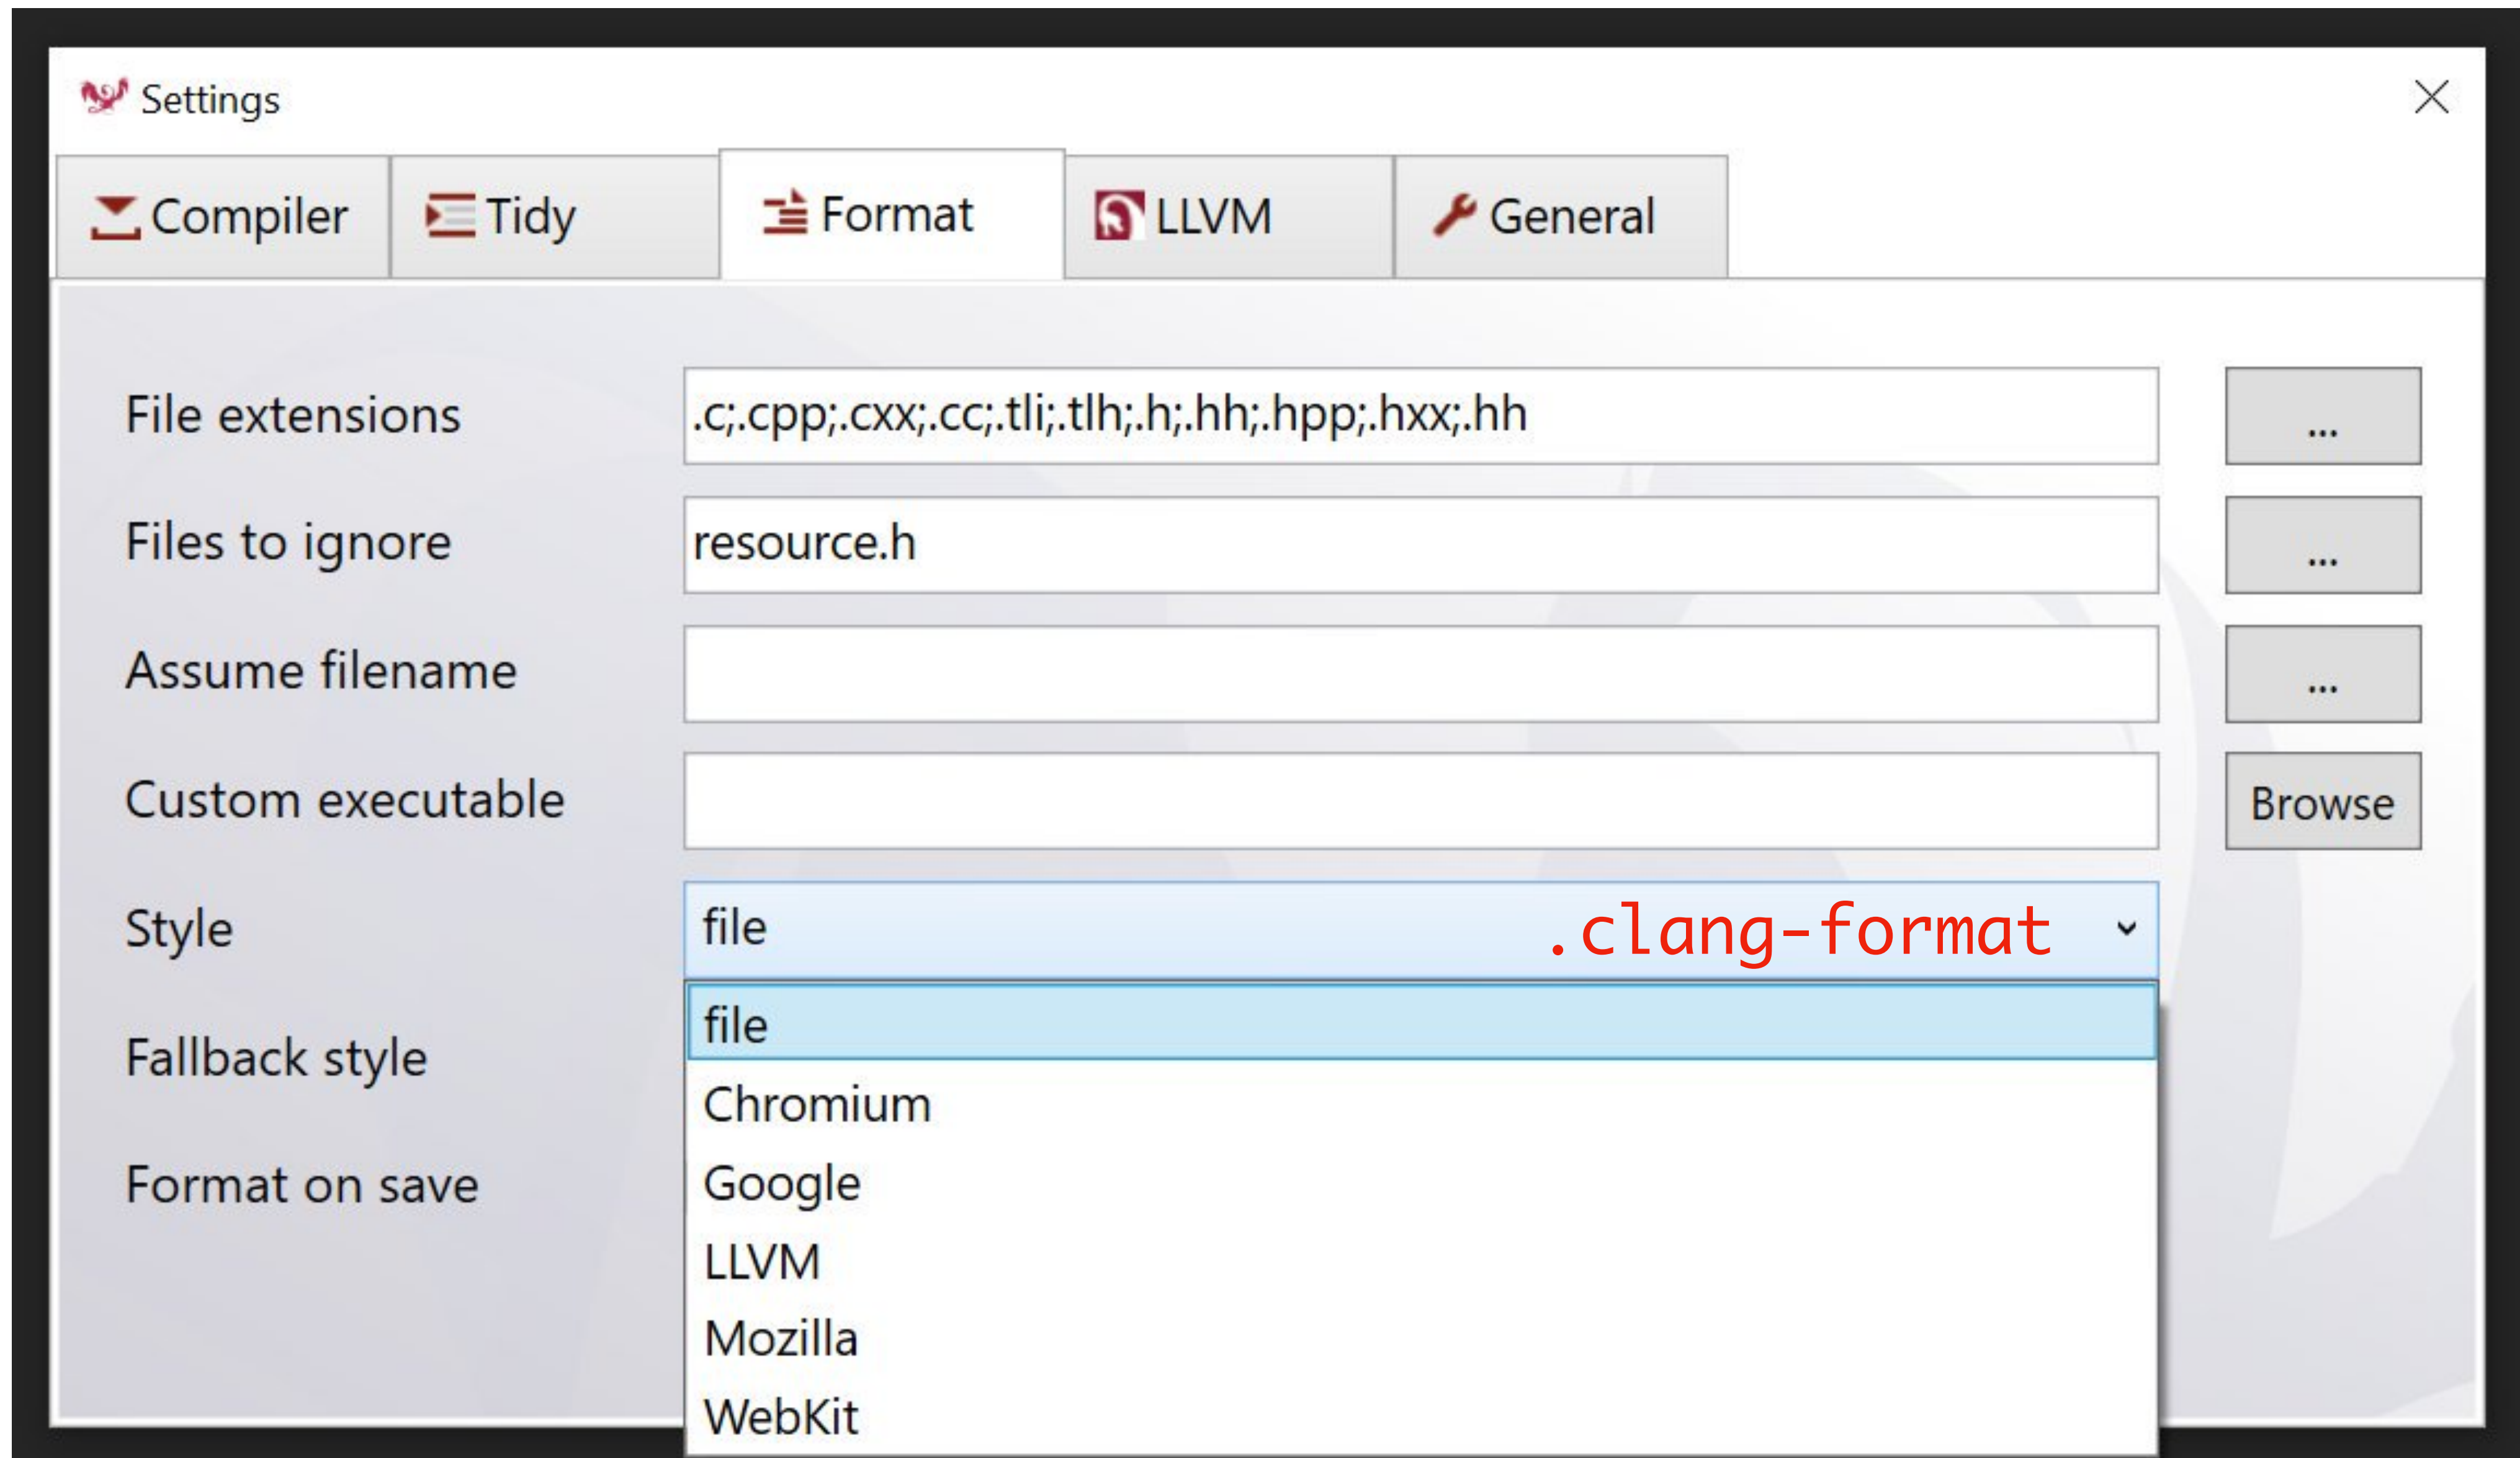 Settings
Compiler Tidy Format LLVM General
File extensions .c;.cpp;.cxx;.cc;.tli;.tlh;.h;.hh;.hpp;.hxx;.hh ...
Files to ignore resource.h ...
Assume filename ...
Custom executable Browse
Style file .clang-format
file
Fallback style
Chromium
Google
Format on save
LLVM
Mozilla
WebKit